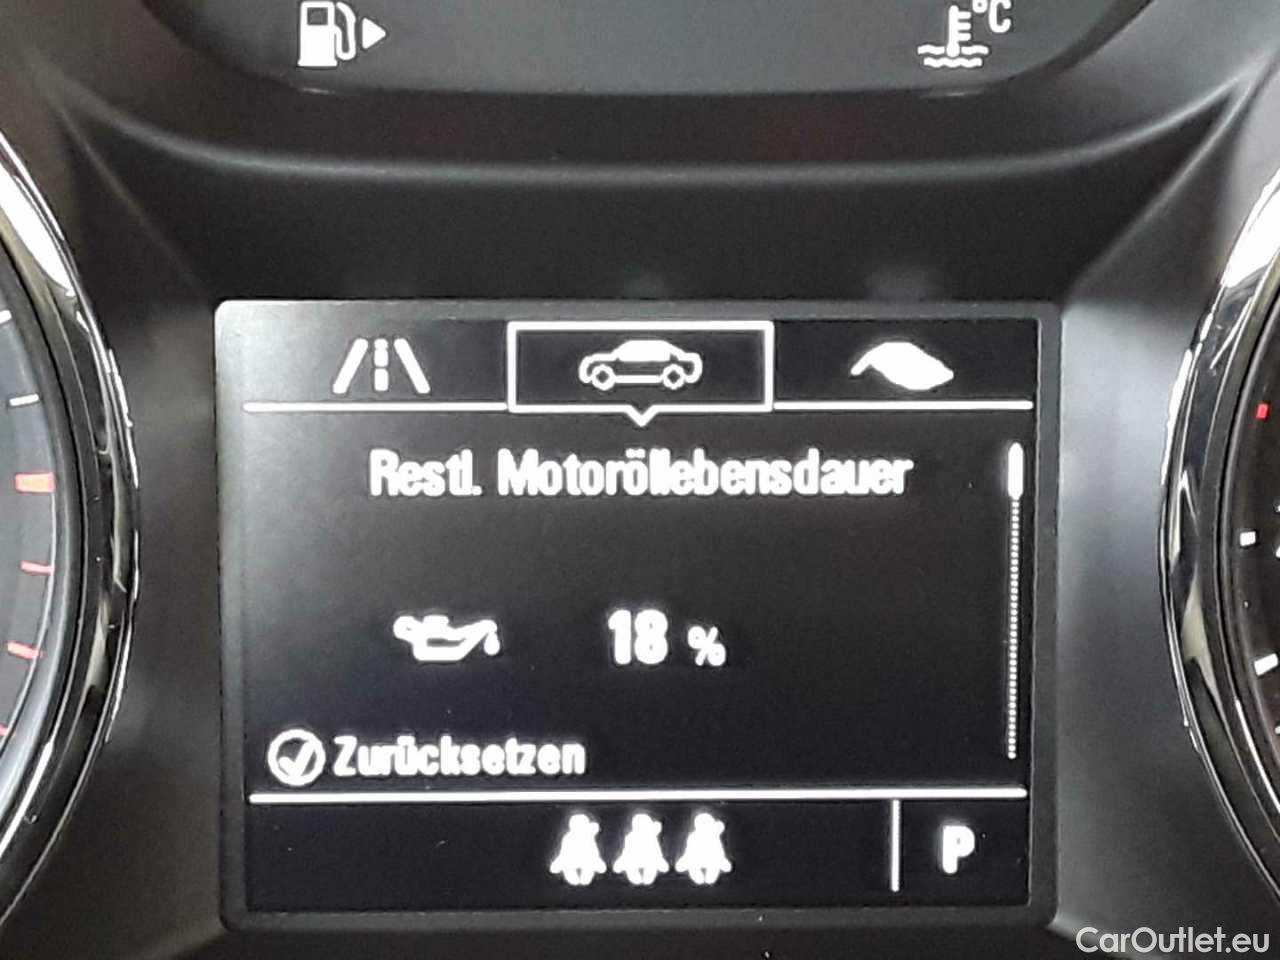 °C
Restl. Motoröllebensdauer
18 %
Zurücksetzen
P
CarOutlet.eu